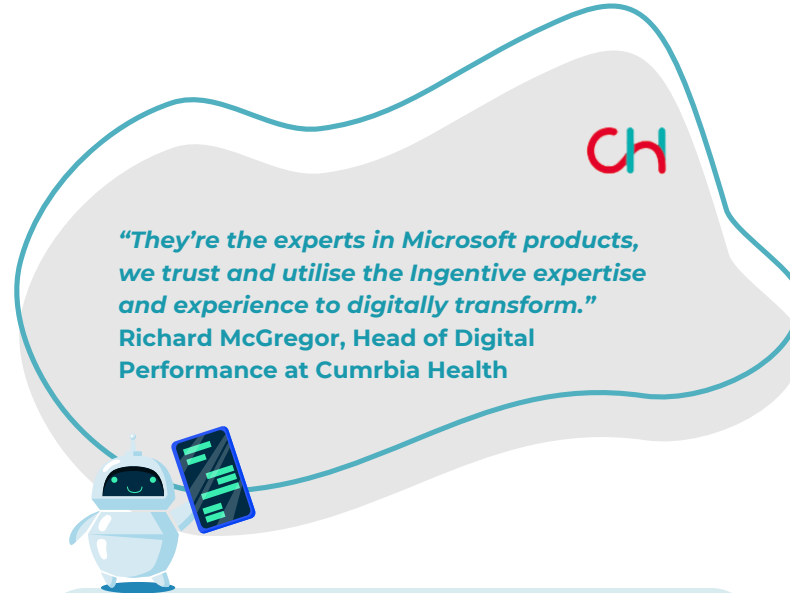 CH
“They’re the experts in Microsoft products,
we trust and utilise the Ingentive expertise
and experience to digitally transform.”
Richard McGregor, Head of Digital
Performance at Cumrbia Health